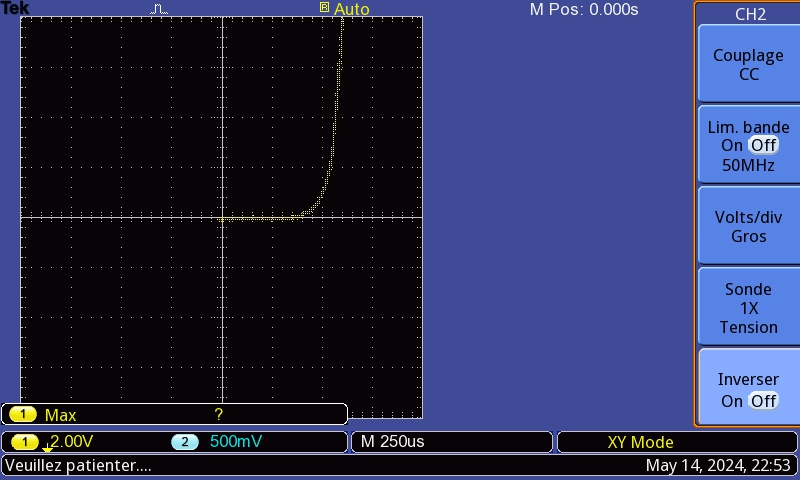 Tek
R Auto
M Pos: 0.000s
CH2
Couplage
CC
Lim. bande
On Off
50MHz
Volts/div
Gros
Sonde
1X
Tension
Inverser
On Off
1 Max ?
1 2.00V 2 500mV M 250us XY Mode
Veuillez patienter.... May 14, 2024, 22:53